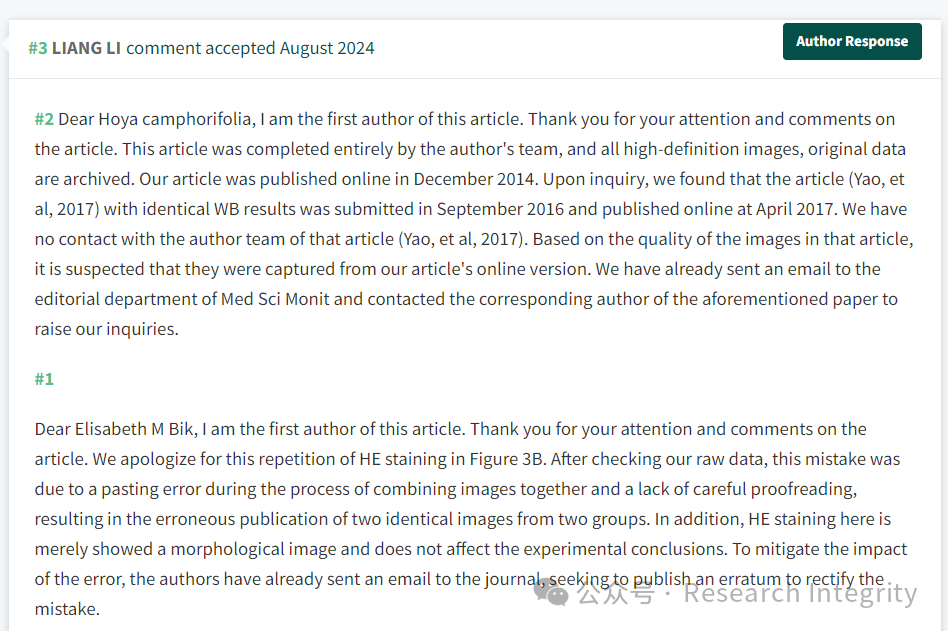 #3 LIANG LI comment accepted August 2024
Author Response
#2 Dear Hoya camphorifolia, I am the first author of this article. Thank you for your attention and comments on
the article. This article was completed entirely by the author's team, and all high-definition images, original data
are archived. Our article was published online in December 2014. Upon inquiry, we found that the article (Yao, et
al, 2017) with identical WB results was submitted in September 2016 and published online at April 2017. We have
no contact with the author team of that article (Yao, et al, 2017). Based on the quality of the images in that article,
it is suspected that they were captured from our article's online version. We have already sent an email to the
editorial department of Med Sci Monit and contacted the corresponding author of the aforementioned paper to
raise our inquiries.
#1
Dear Elisabeth M Bik, I am the first author of this article. Thank you for your attention and comments on the
article. We apologize for this repetition of HE staining in Figure 3B. After checking our raw data, this mistake was
due to a pasting error during the process of combining images together and a lack of careful proofreading,
resulting in the erroneous publication of two identical images from two groups. In addition, HE staining here is
merely showed a morphological image and does not affect the experimental conclusions. To mitigate the impact
of the error, the authors have already sent an email to the journal, seeking to publish an erratum to rectify the
mistake.
公众号 · Research Integrity